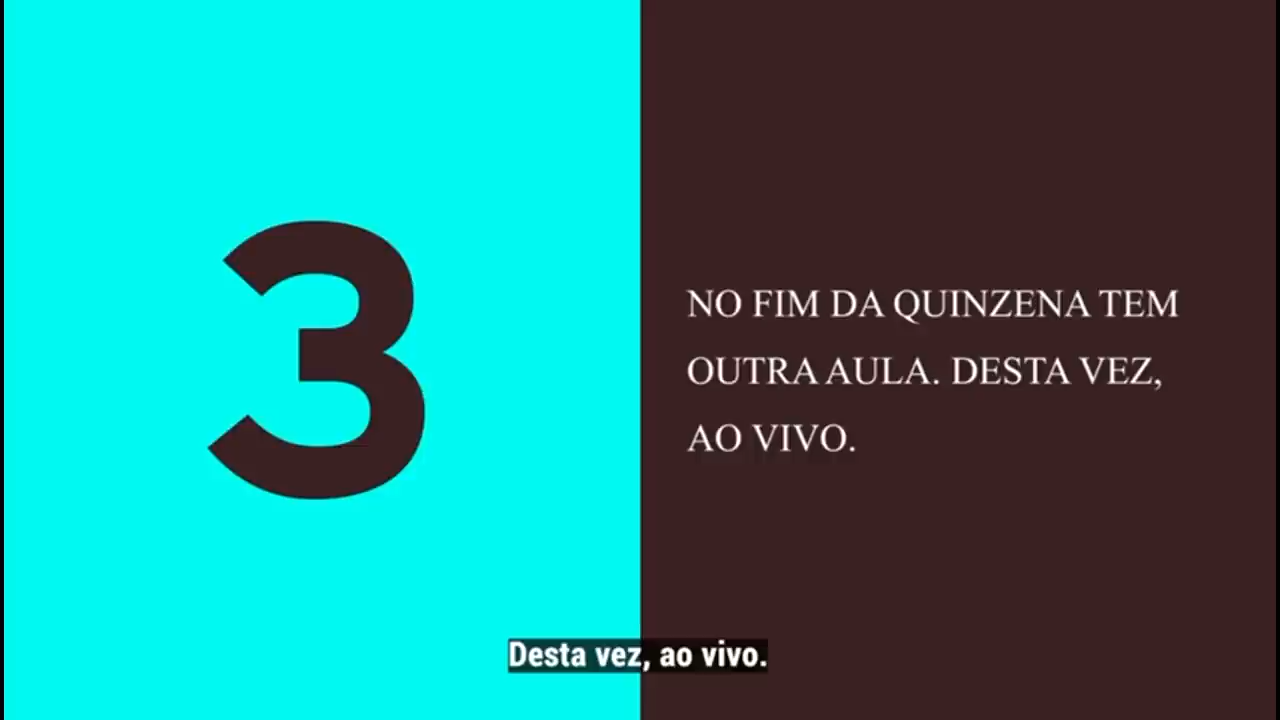 3
NO FIM DA QUINZENA TEM
OUTRA AULA. DESTA VEZ,
AO VIVO.
Desta vez, ao vivo.